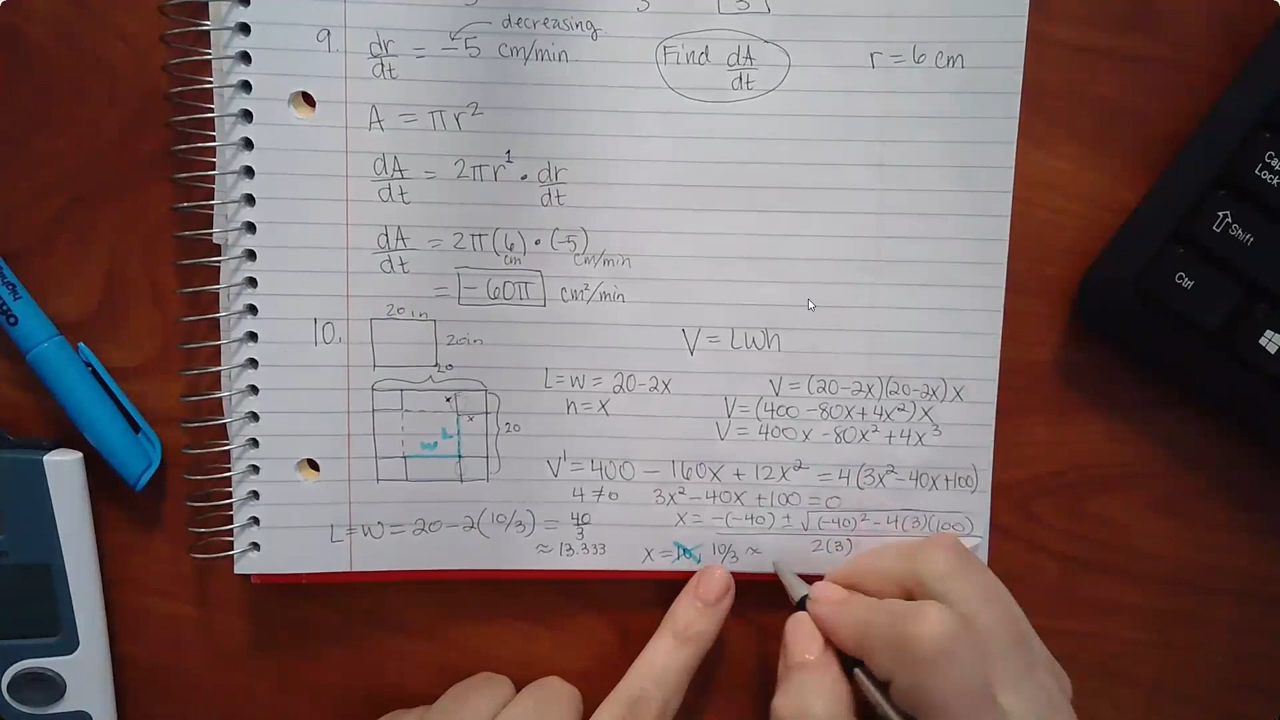 decreasing
9. dr/dt = -5 cm/min Find dA/dt r = 6 cm
A = πr²
dA/dt = 2πr¹ · dr/dt
dA/dt = 2π(6) · (-5)
cm cm/min
= -60π cm²/min
10. 20 in
20in
V = LWh
20
L = W = 20-2x V = (20-2x)(20-2x)x
x
h = x V = (400-80x+4x²)x
x
20
V = 400x-80x²+4x³
L
W
V' = 400 - 160x + 12x² = 4(3x²-40x+100)
4≠0 3x²-40x+100=0
L = W = 20-2(10/3) = 40/3 x = -(-40) ± √(-40)²-4(3)(100) / 2(3)
≈ 13.333 x = 10, 10/3 ≈
Caps Lock
Shift
Ctrl